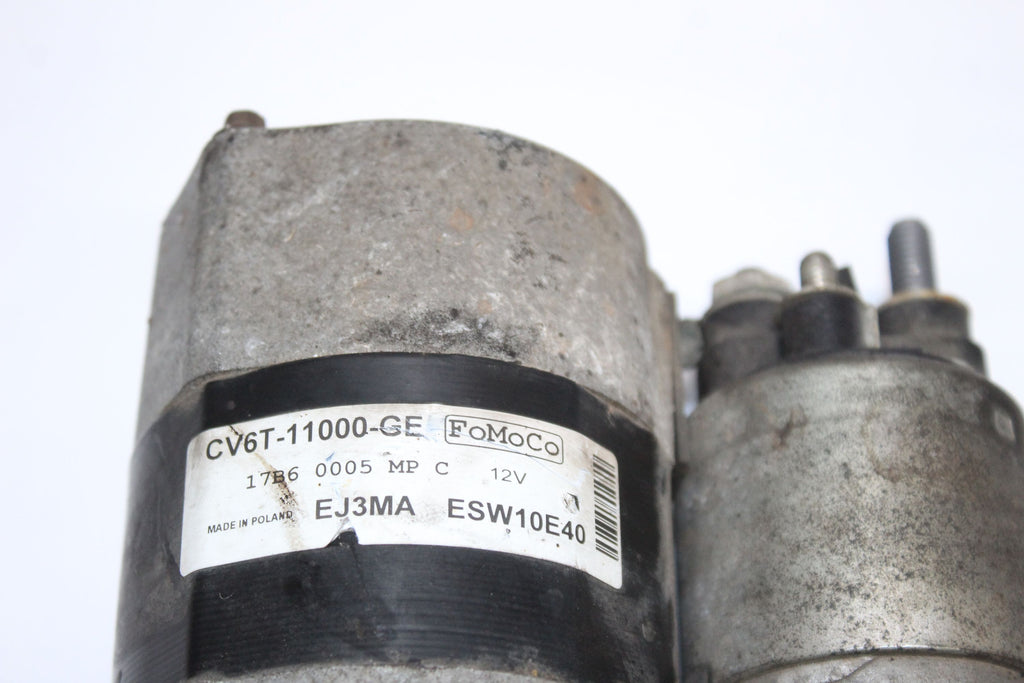 CV6T-11000-GE FoMoCo
17B6 0005 MP C 12V
MADE IN POLAND EJ3MA ESW10E40